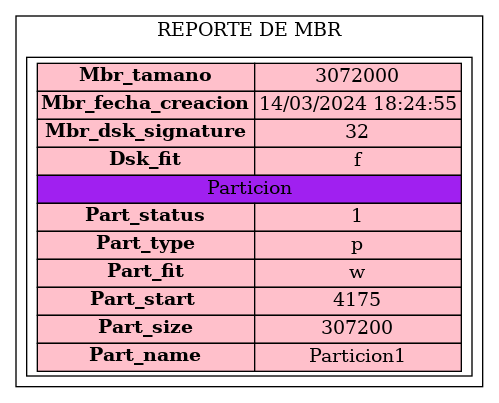 REPORTE DE MBR
Mbr_tamano 3072000
Mbr_fecha_creacion 14/03/2024 18:24:55
Mbr_dsk_signature 32
Dsk_fit f
Particion
Part_status 1
Part_type p
Part_fit w
Part_start 4175
Part_size 307200
Part_name Particion1